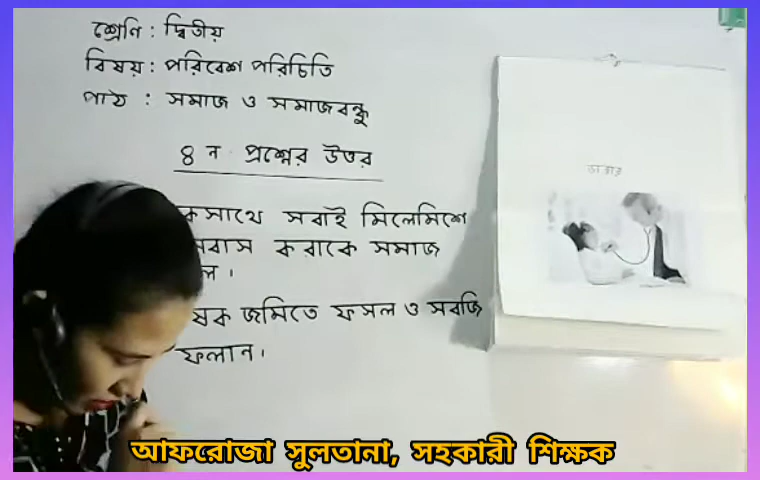 শ্রেনি : দ্বিতীয়
বিষয় : পরিবেশ পরিচিতি
পাঠ : সমাজ ও সমাজবন্ধু
৪ ন. প্রশ্নের উত্তর
কসাথে সবাই মিলেমিশে
বাস করাকে সমাজ
ল।
ষক জমিতে ফসল ও সবজি
ফলান।
ডাক্তার
আফরোজা সুলতানা, সহকারী শিক্ষক